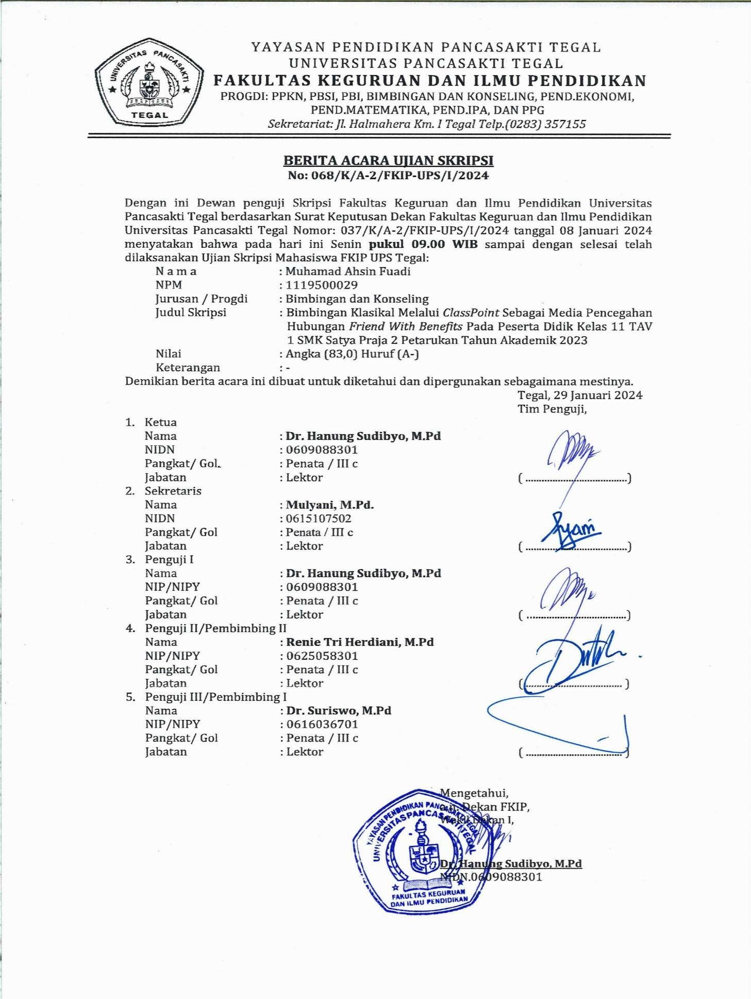 UNIVERSITAS PANCASAKTI
TEGAL
YAYASAN PENDIDIKAN PANCASAKTI TEGAL
UNIVERSITAS PANCASAKTI TEGAL
FAKULTAS KEGURUAN DAN ILMU PENDIDIKAN
PROGDI: PPKN, PBSI, PBI, BIMBINGAN DAN KONSELING, PEND.EKONOMI,
PEND.MATEMATIKA, PEND.IPA, DAN PPG
Sekretariat: Jl. Halmahera Km. I Tegal Telp.(0283) 357155
BERITA ACARA UJIAN SKRIPSI
No: 068/K/A-2/FKIP-UPS/I/2024
Dengan ini Dewan penguji Skripsi Fakultas Keguruan dan Ilmu Pendidikan Universitas
Pancasakti Tegal berdasarkan Surat Keputusan Dekan Fakultas Keguruan dan Ilmu Pendidikan
Universitas Pancasakti Tegal Nomor: 037/K/A-2/FKIP-UPS/I/2024 tanggal 08 Januari 2024
menyatakan bahwa pada hari ini Senin pukul 09.00 WIB sampai dengan selesai telah
dilaksanakan Ujian Skripsi Mahasiswa FKIP UPS Tegal:
N a m a : Muhamad Ahsin Fuadi
NPM : 1119500029
Jurusan / Progdi : Bimbingan dan Konseling
Judul Skripsi : Bimbingan Klasikal Melalui ClassPoint Sebagai Media Pencegahan
Hubungan Friend With Benefits Pada Peserta Didik Kelas 11 TAV
1 SMK Satya Praja 2 Petarukan Tahun Akademik 2023
Nilai : Angka (83,0) Huruf (A-)
Keterangan : -
Demikian berita acara ini dibuat untuk diketahui dan dipergunakan sebagaimana mestinya.
Tegal, 29 Januari 2024
Tim Penguji,
1. Ketua
Nama : Dr. Hanung Sudibyo, M.Pd
NIDN : 0609088301
Pangkat/ Gol. : Penata / III c
Jabatan : Lektor (..................................)
2. Sekretaris
Nama : Mulyani, M.Pd.
NIDN : 0615107502
Pangkat/ Gol : Penata / III c
Jabatan : Lektor (..................................)
3. Penguji I
Nama : Dr. Hanung Sudibyo, M.Pd
NIP/NIPY : 0609088301
Pangkat/ Gol : Penata / III c
Jabatan : Lektor (..................................)
4. Penguji II/Pembimbing II
Nama : Renie Tri Herdiani, M.Pd
NIP/NIPY : 0625058301
Pangkat/ Gol : Penata / III c
Jabatan : Lektor (..................................)
5. Penguji III/Pembimbing I
Nama : Dr. Suriswo, M.Pd
NIP/NIPY : 0616036701
Pangkat/ Gol : Penata / III c
Jabatan : Lektor (..................................)
Mengetahui,
a.n. Dekan FKIP,
Wakil Dekan I,
YAYASAN PENDIDIKAN PANCASAKTI TEGAL
UNIVERSITAS PANCASAKTI TEGAL
FAKULTAS KEGURUAN
DAN ILMU PENDIDIKAN
Dr. Hanung Sudibyo, M.Pd
NIDN.0609088301